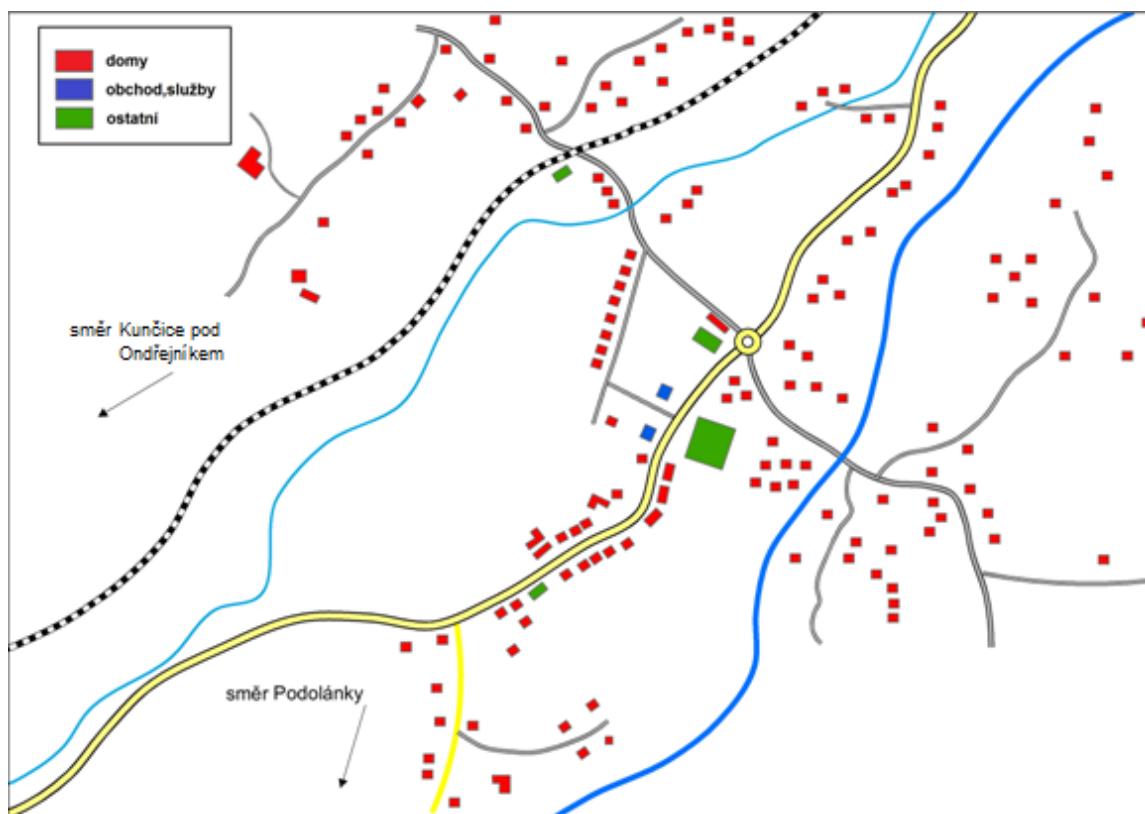 domy
obchod,služby
ostatní
směr Kunčice pod
Ondřejníkem
směr Podolánky